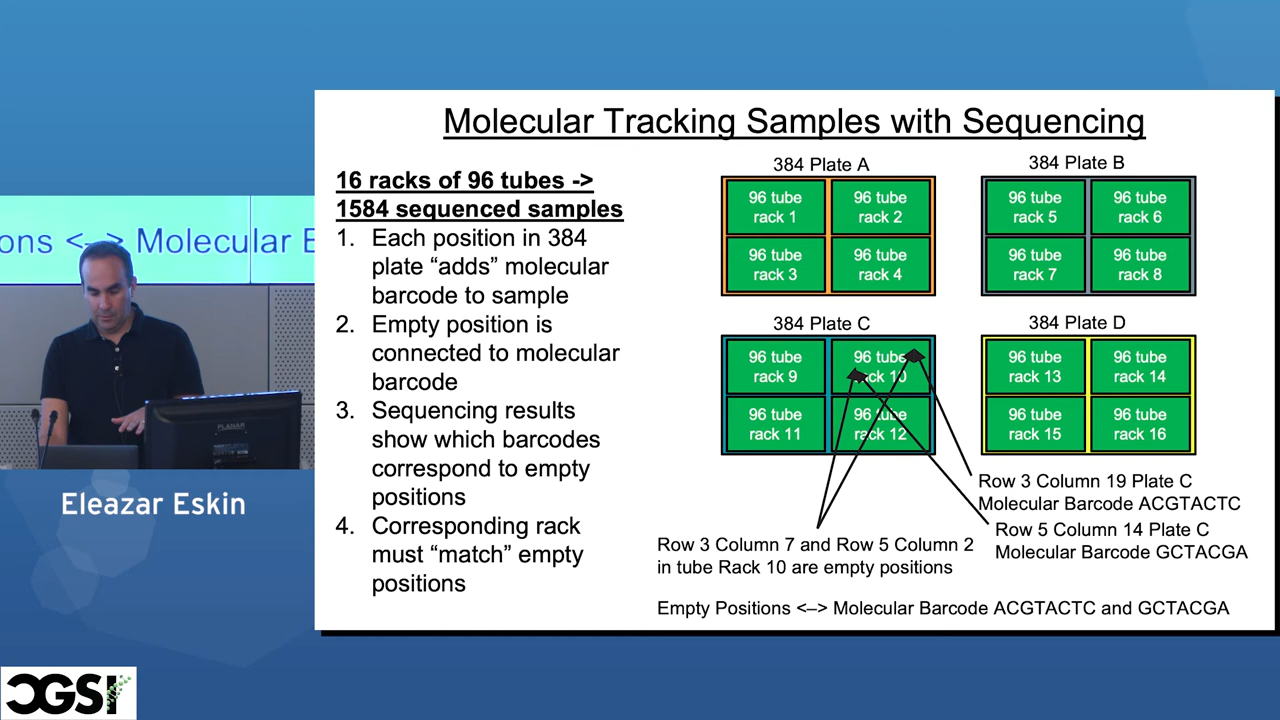 Molecular Tracking Samples with Sequencing
16 racks of 96 tubes ->
1584 sequenced samples
1. Each position in 384
plate “adds” molecular
barcode to sample
2. Empty position is
connected to molecular
barcode
3. Sequencing results
show which barcodes
correspond to empty
positions
4. Corresponding rack
must “match” empty
positions
384 Plate A
96 tube
rack 1
96 tube
rack 2
96 tube
rack 3
96 tube
rack 4
384 Plate B
96 tube
rack 5
96 tube
rack 6
96 tube
rack 7
96 tube
rack 8
384 Plate C
96 tube
rack 9
96 tube
rack 10
96 tube
rack 11
96 tube
rack 12
384 Plate D
96 tube
rack 13
96 tube
rack 14
96 tube
rack 15
96 tube
rack 16
Row 3 Column 19 Plate C
Molecular Barcode ACGTACTC
Row 5 Column 14 Plate C
Molecular Barcode GCTACGA
Row 3 Column 7 and Row 5 Column 2
in tube Rack 10 are empty positions
Empty Positions <–> Molecular Barcode ACGTACTC and GCTACGA
ons <–> Molecular B
PLANAR
Eleazar Eskin
CGSI